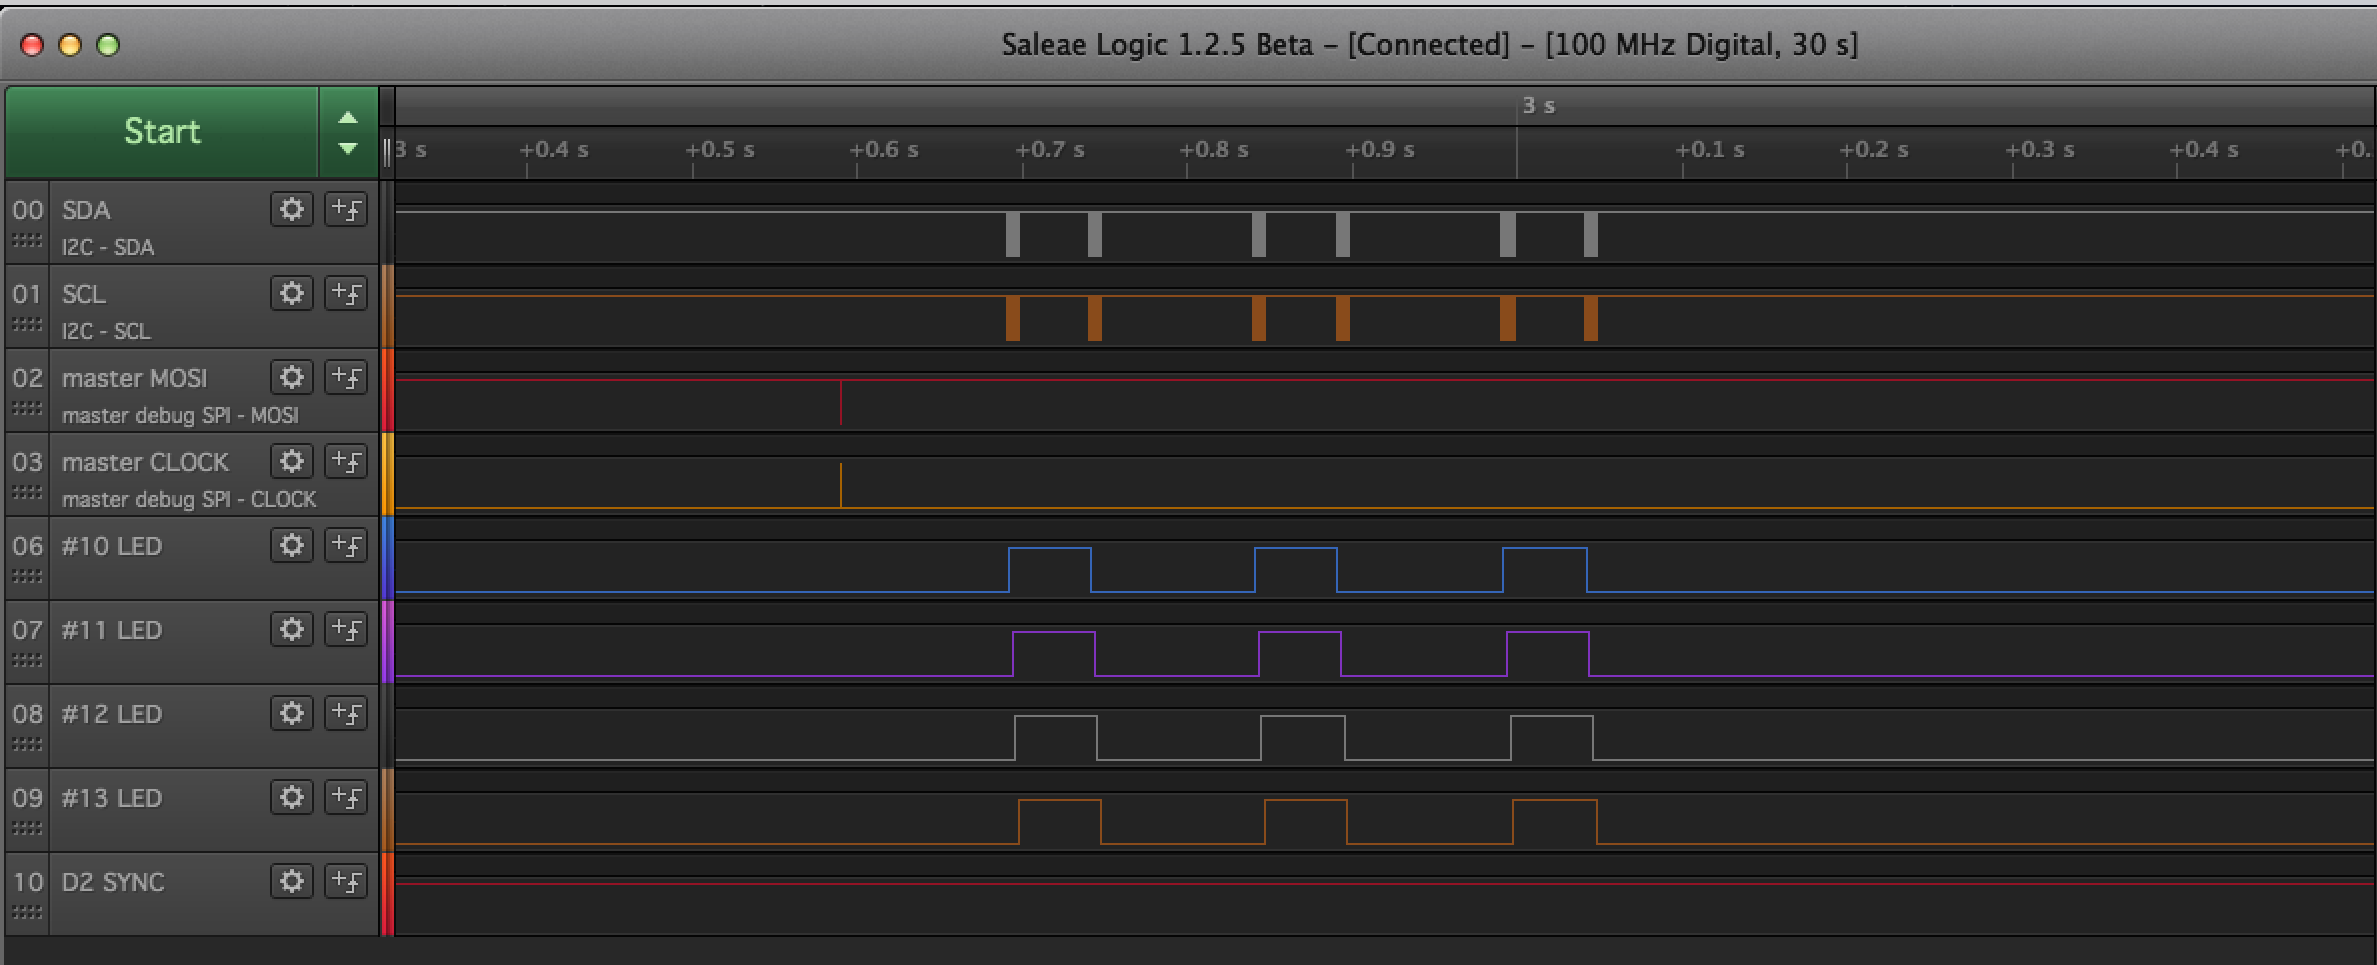 Saleae Logic 1.2.5 Beta – [Connected] – [100 MHz Digital, 30 s]
Start
3 s
3 s +0.4 s +0.5 s +0.6 s +0.7 s +0.8 s +0.9 s +0.1 s +0.2 s +0.3 s +0.4 s +0.
00 SDA
I2C - SDA
01 SCL
I2C - SCL
02 master MOSI
master debug SPI - MOSI
03 master CLOCK
master debug SPI - CLOCK
06 #10 LED
07 #11 LED
08 #12 LED
09 #13 LED
10 D2 SYNC